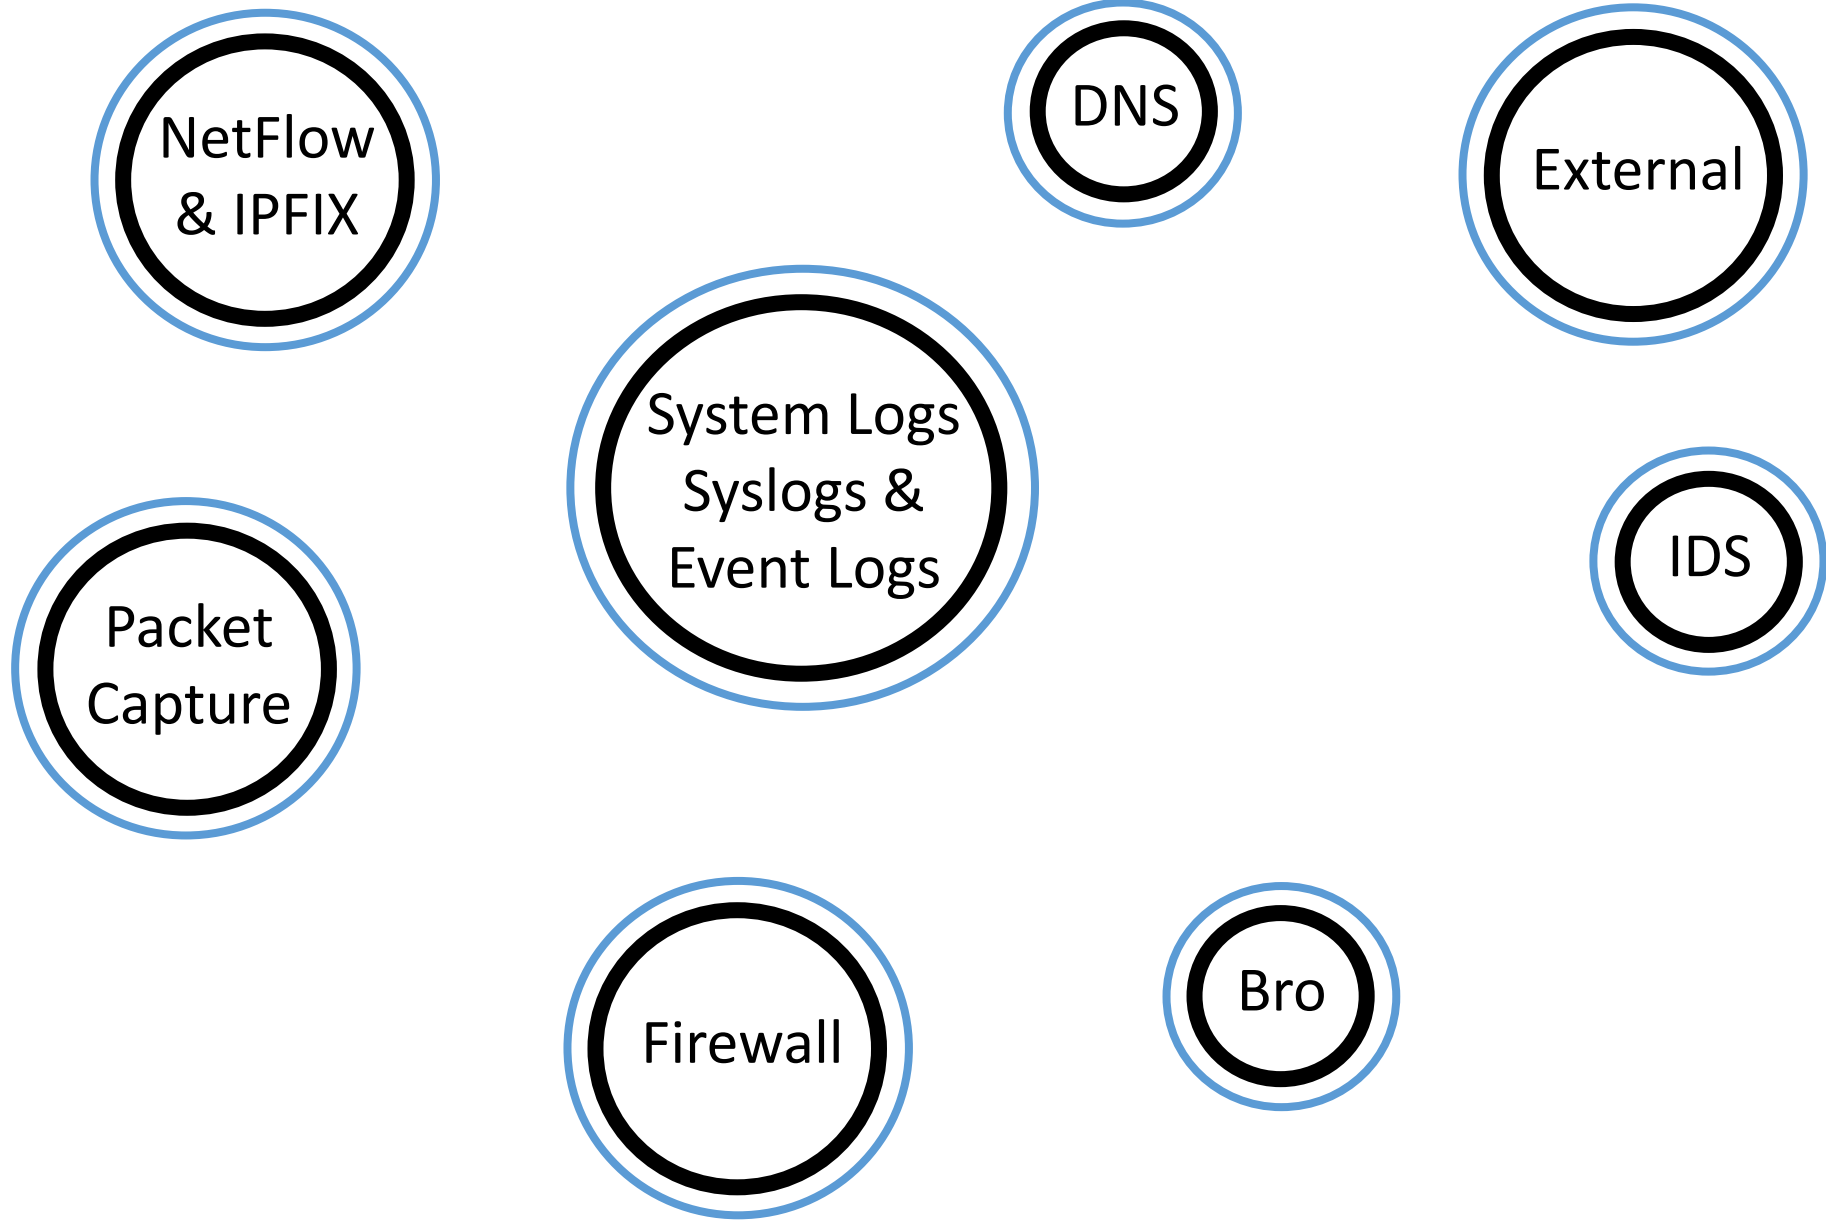 NetFlow
& IPFIX
DNS
External
System Logs
Syslogs &
Event Logs
IDS
Packet
Capture
Firewall
Bro